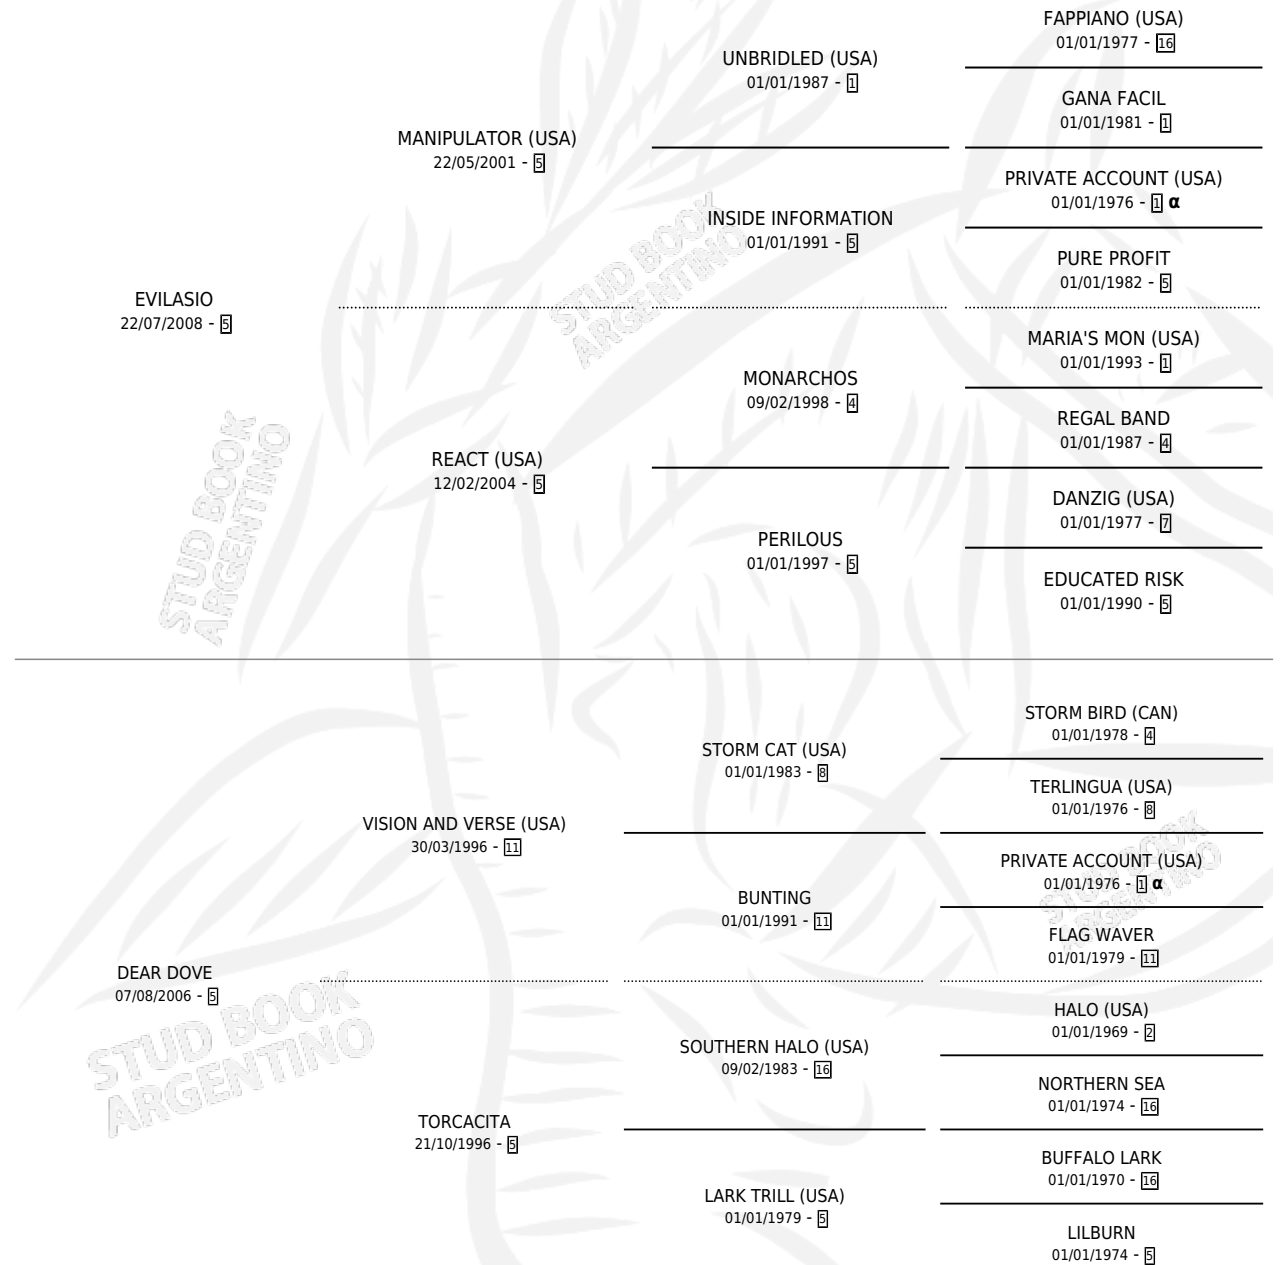 FAPPIANO (USA)
01/01/1977 - 16
UNBRIDLED (USA)
01/01/1987 - 1
GANA FACIL
01/01/1981 - 1
MANIPULATOR (USA)
22/05/2001 - 5
PRIVATE ACCOUNT (USA)
01/01/1976 - 1 α
INSIDE INFORMATION
01/01/1991 - 5
PURE PROFIT
01/01/1982 - 5
EVILASIO
22/07/2008 - 5
MARIA'S MON (USA)
01/01/1993 - 1
MONARCHOS
09/02/1998 - 4
REGAL BAND
01/01/1987 - 4
REACT (USA)
12/02/2004 - 5
DANZIG (USA)
01/01/1977 - 7
PERILOUS
01/01/1997 - 5
EDUCATED RISK
01/01/1990 - 5
STORM BIRD (CAN)
01/01/1978 - 4
STORM CAT (USA)
01/01/1983 - 8
TERLINGUA (USA)
01/01/1976 - 8
VISION AND VERSE (USA)
30/03/1996 - 11
PRIVATE ACCOUNT (USA)
01/01/1976 - 1 α
BUNTING
01/01/1991 - 11
FLAG WAVER
01/01/1979 - 11
DEAR DOVE
07/08/2006 - 5
HALO (USA)
01/01/1969 - 2
SOUTHERN HALO (USA)
09/02/1983 - 16
NORTHERN SEA
01/01/1974 - 16
TORCACITA
21/10/1996 - 5
BUFFALO LARK
01/01/1970 - 16
LARK TRILL (USA)
01/01/1979 - 5
LILBURN
01/01/1974 - 5
STUD BOOK
ARGENTINO
STUD BOOK
ARGENTINO
STUD BOOK
ARGENTINO
STUD BOOK
ARGENTINO